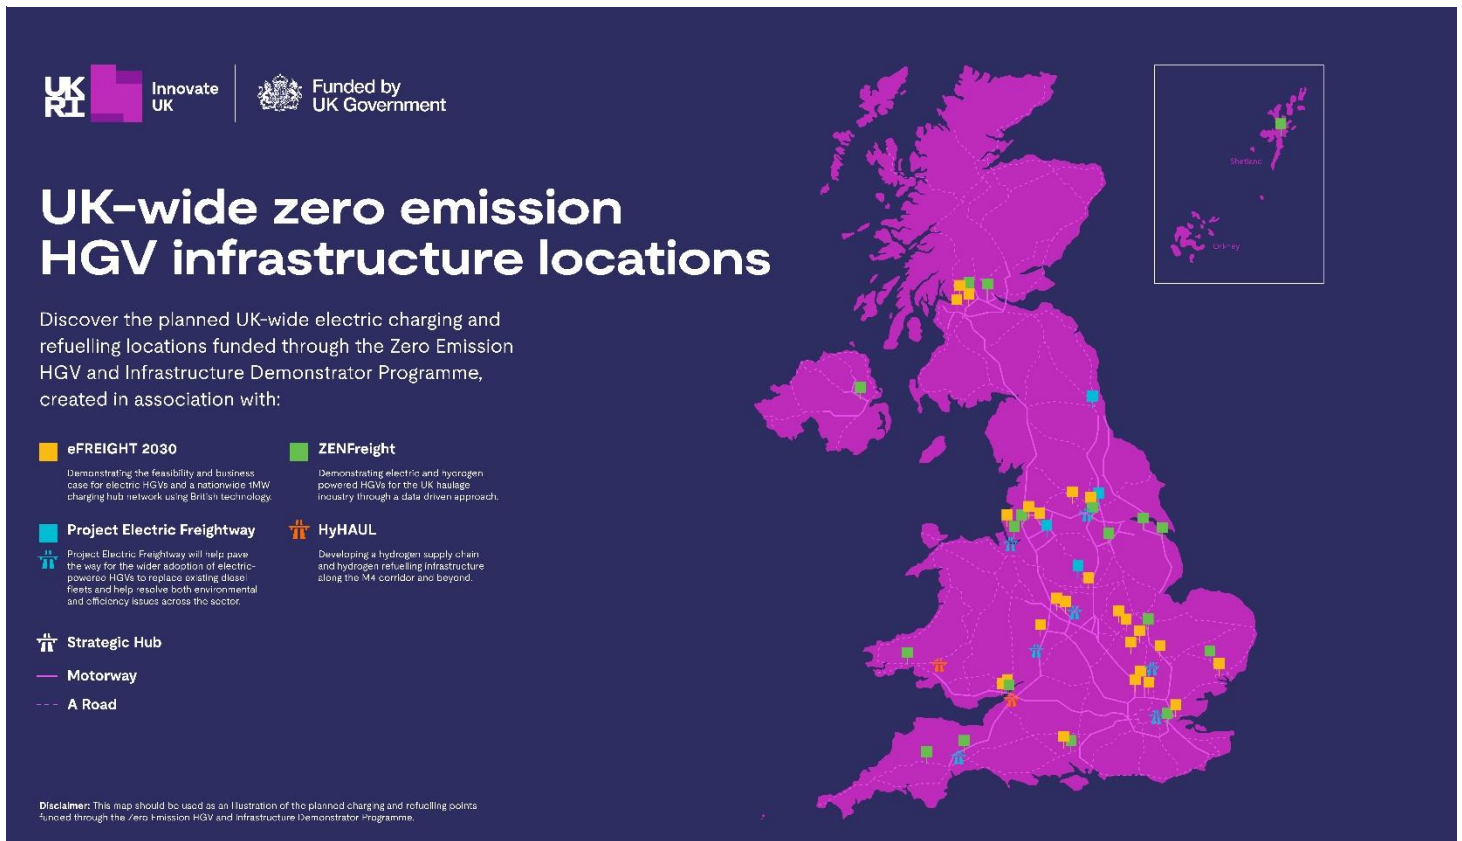 UK
RI
Innovate
UK
Funded by
UK Government
UK-wide zero emission
HGV infrastructure locations
Discover the planned UK-wide electric charging and
refuelling locations funded through the Zero Emission
HGV and Infrastructure Demonstrator Programme,
created in association with:
eFREIGHT 2030
Demonstrating the feasibility and business
case for electric HGVs and a nationwide 1MW
charging hub network using British technology.
ZENFreight
Demonstrating electric and hydrogen
powered HGVs for the UK haulage
industry through a data driven approach.
Project Electric Freightway
Project Electric Freightway will help pave
the way for the wider adoption of electric-
powered HGVs to replace existing diesel
fleets and help resolve both environmental
and efficiency issues across the sector.
HyHAUL
Developing a hydrogen supply chain
and hydrogen refuelling infrastructure
along the M4 corridor and beyond.
Strategic Hub
Motorway
A Road
Disclaimer: This map should be used as an illustration of the planned charging and refuelling points
funded through the Zero Emission HGV and Infrastructure Demonstrator Programme.
Shetland
Orkney